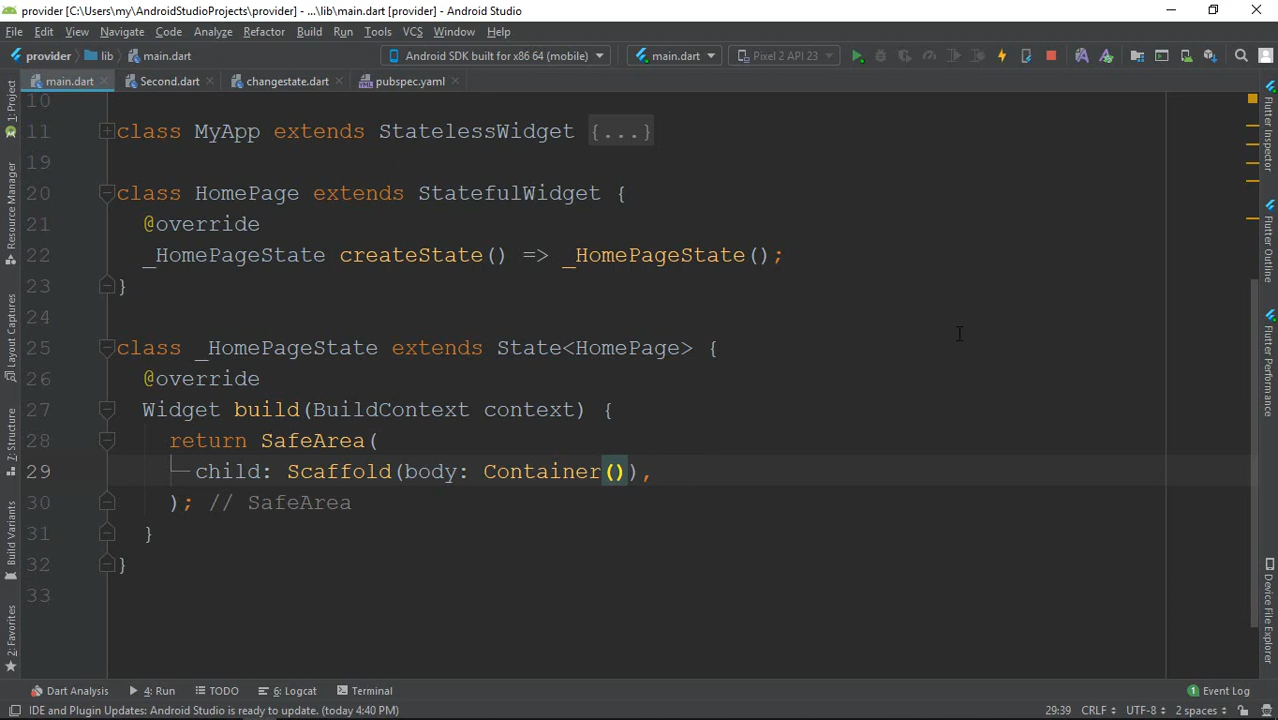 provider [C:\Users\my\AndroidStudioProjects\provider] - ...\lib\main.dart [provider] - Android Studio
File Edit View Navigate Code Analyze Refactor Build Run Tools VCS Window Help
provider lib main.dart Android SDK built for x86 64 (mobile) main.dart Pixel 2 API 23
main.dart Second.dart changestate.dart pubspec.yaml
10
11 class MyApp extends StatelessWidget {...}
19
20 class HomePage extends StatefulWidget {
21 @override
22 _HomePageState createState() => _HomePageState();
23 }
24
25 class _HomePageState extends State<HomePage> {
26 @override
27 Widget build(BuildContext context) {
28 return SafeArea(
29 child: Scaffold(body: Container()),
30 ); // SafeArea
31 }
32 }
33
1: Project
Resource Manager
Layout Captures
7: Structure
Build Variants
2: Favorites
Flutter Inspector
Flutter Outline
Flutter Performance
Device File Explorer
Dart Analysis 4: Run TODO 6: Logcat Terminal 1 Event Log
IDE and Plugin Updates: Android Studio is ready to update. (today 4:40 PM) 29:39 CRLF UTF-8 2 spaces